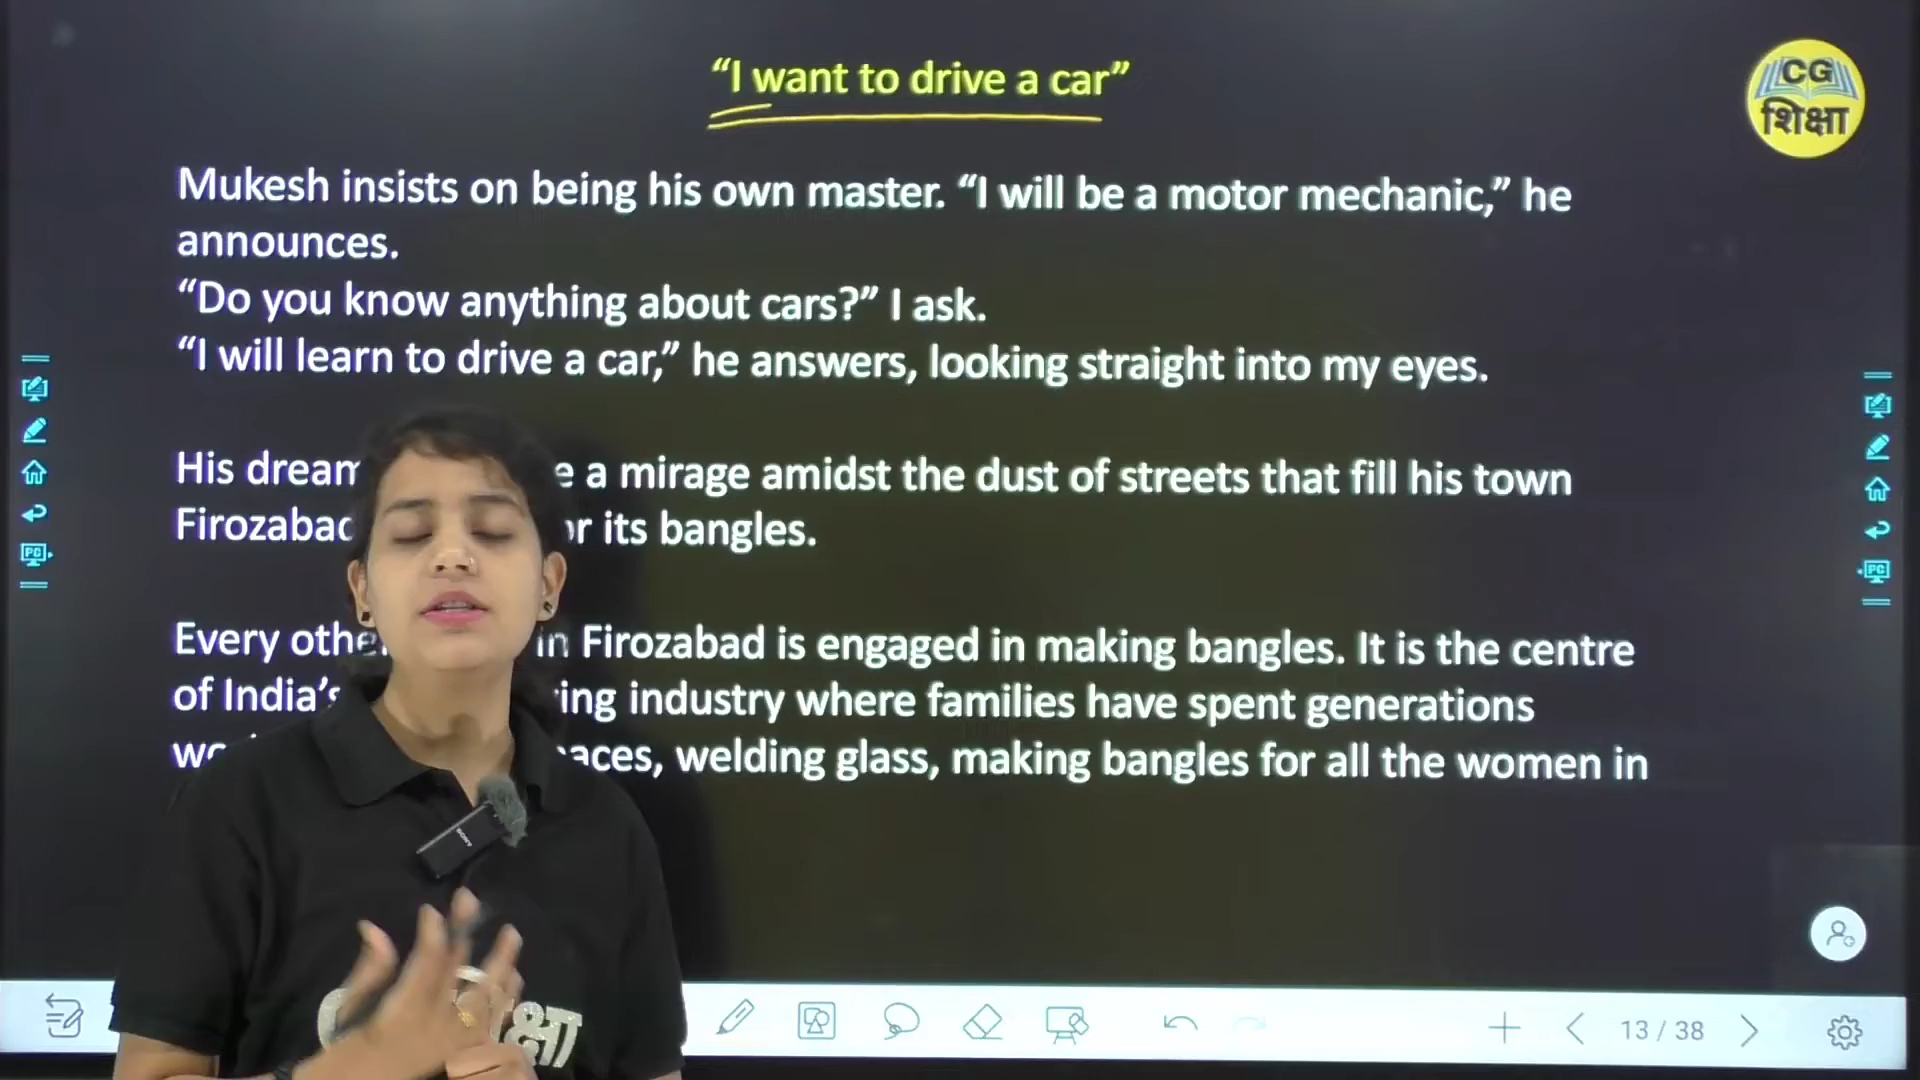 “I want to drive a car”
CG
शिक्षा
Mukesh insists on being his own master. “I will be a motor mechanic,” he
announces.
“Do you know anything about cars?” I ask.
“I will learn to drive a car,” he answers, looking straight into my eyes.
His a mirage amidst the dust of streets that fill his town
its bangles.
Every in Firozabad is engaged in making bangles. It is the centre
of industry where families have spent generations
welding glass, making bangles for all the women in
PC
PC
SONY
13 / 38